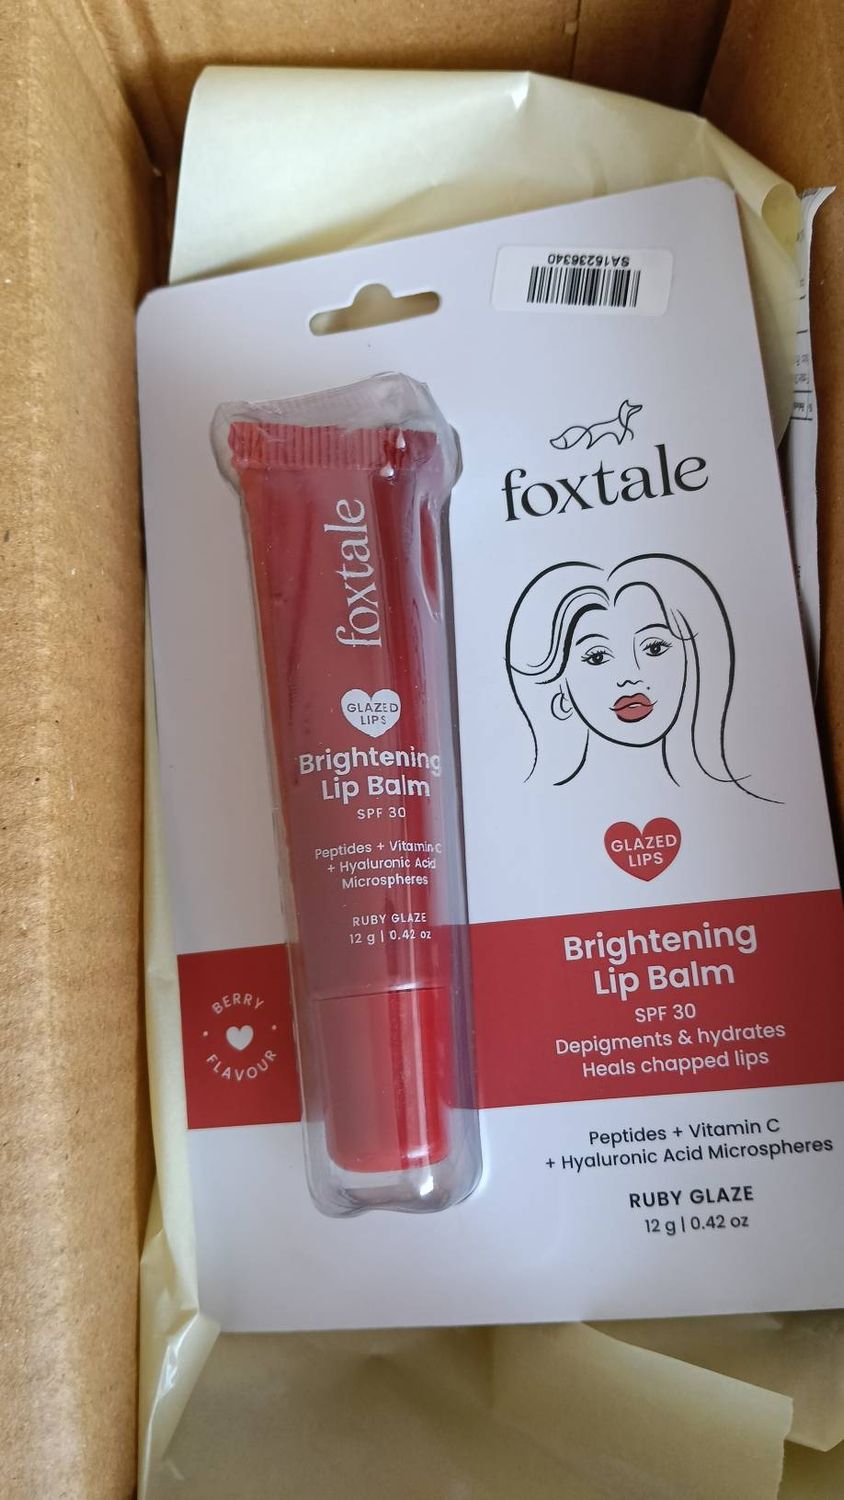 SA16236340
foxtale
GLAZED
LIPS
Brightening
Lip Balm
SPF 30
Depigments & hydrates
Heals chapped lips
Peptides + Vitamin C
+ Hyaluronic Acid Microspheres
RUBY GLAZE
12 g | 0.42 oz
foxtale
GLAZED
LIPS
Brightening
Lip Balm
SPF 30
Peptides + Vitamin C
+ Hyaluronic Acid
Microspheres
RUBY GLAZE
12 g | 0.42 oz
BERRY
FLAVOUR